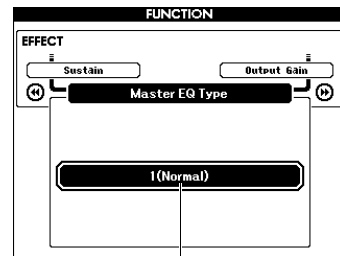 FUNCTION
EFFECT
Sustain
Output Gain
Master EQ Type
1(Normal)